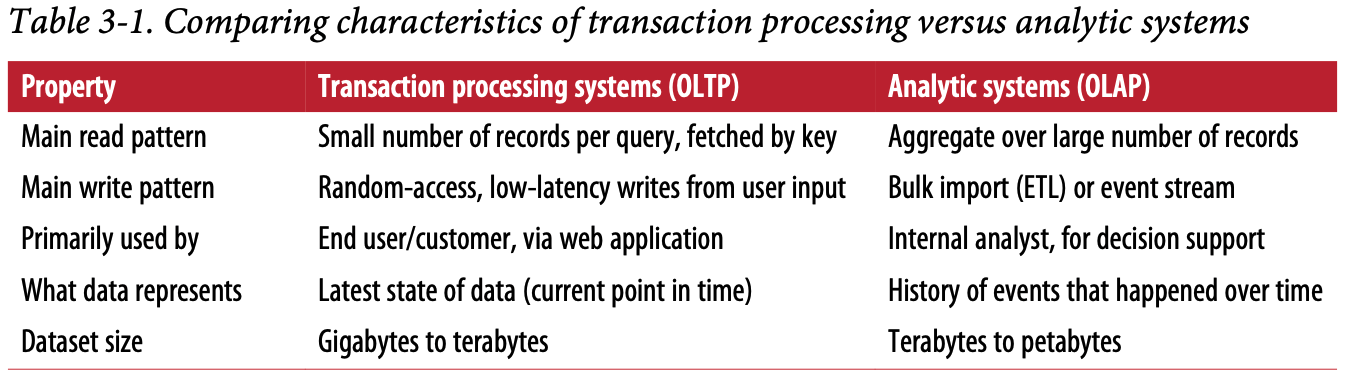 Table 3-1. Comparing characteristics of transaction processing versus analytic systems
Property Transaction processing systems (OLTP) Analytic systems (OLAP)
Main read pattern Small number of records per query, fetched by key Aggregate over large number of records
Main write pattern Random-access, low-latency writes from user input Bulk import (ETL) or event stream
Primarily used by End user/customer, via web application Internal analyst, for decision support
What data represents Latest state of data (current point in time) History of events that happened over time
Dataset size Gigabytes to terabytes Terabytes to petabytes